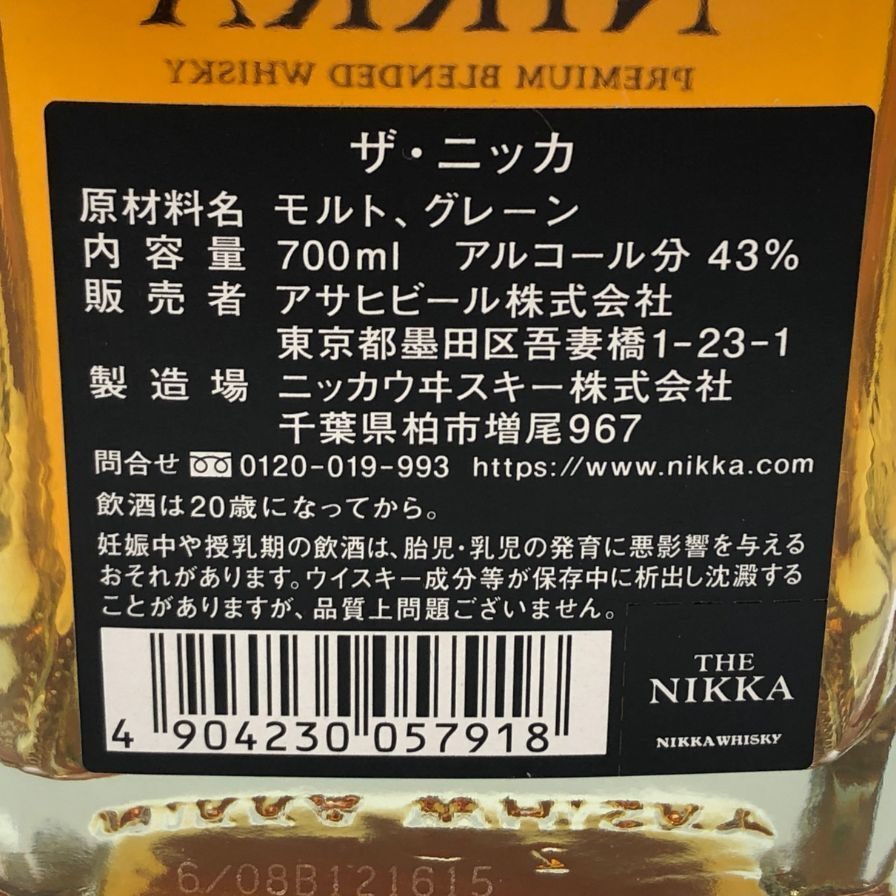 NIKKA
PREMIUM BLENDED WHISKY
ザ・ニッカ
原材料名 モルト、グレーン
内容量 700ml アルコール分 43%
販売者 アサヒビール株式会社
東京都墨田区吾妻橋1-23-1
製造場 ニッカウヰスキー株式会社
千葉県柏市増尾967
問合せ 0120-019-993 https://www.nikka.com
飲酒は20歳になってから。
妊娠中や授乳期の飲酒は、胎児・乳児の発育に悪影響を与える
おそれがあります。ウイスキー成分等が保存中に析出し沈澱する
ことがありますが、品質上問題ございません。
4 904230 057918
THE
NIKKA
NIKKA WHISKY
6/08B121615